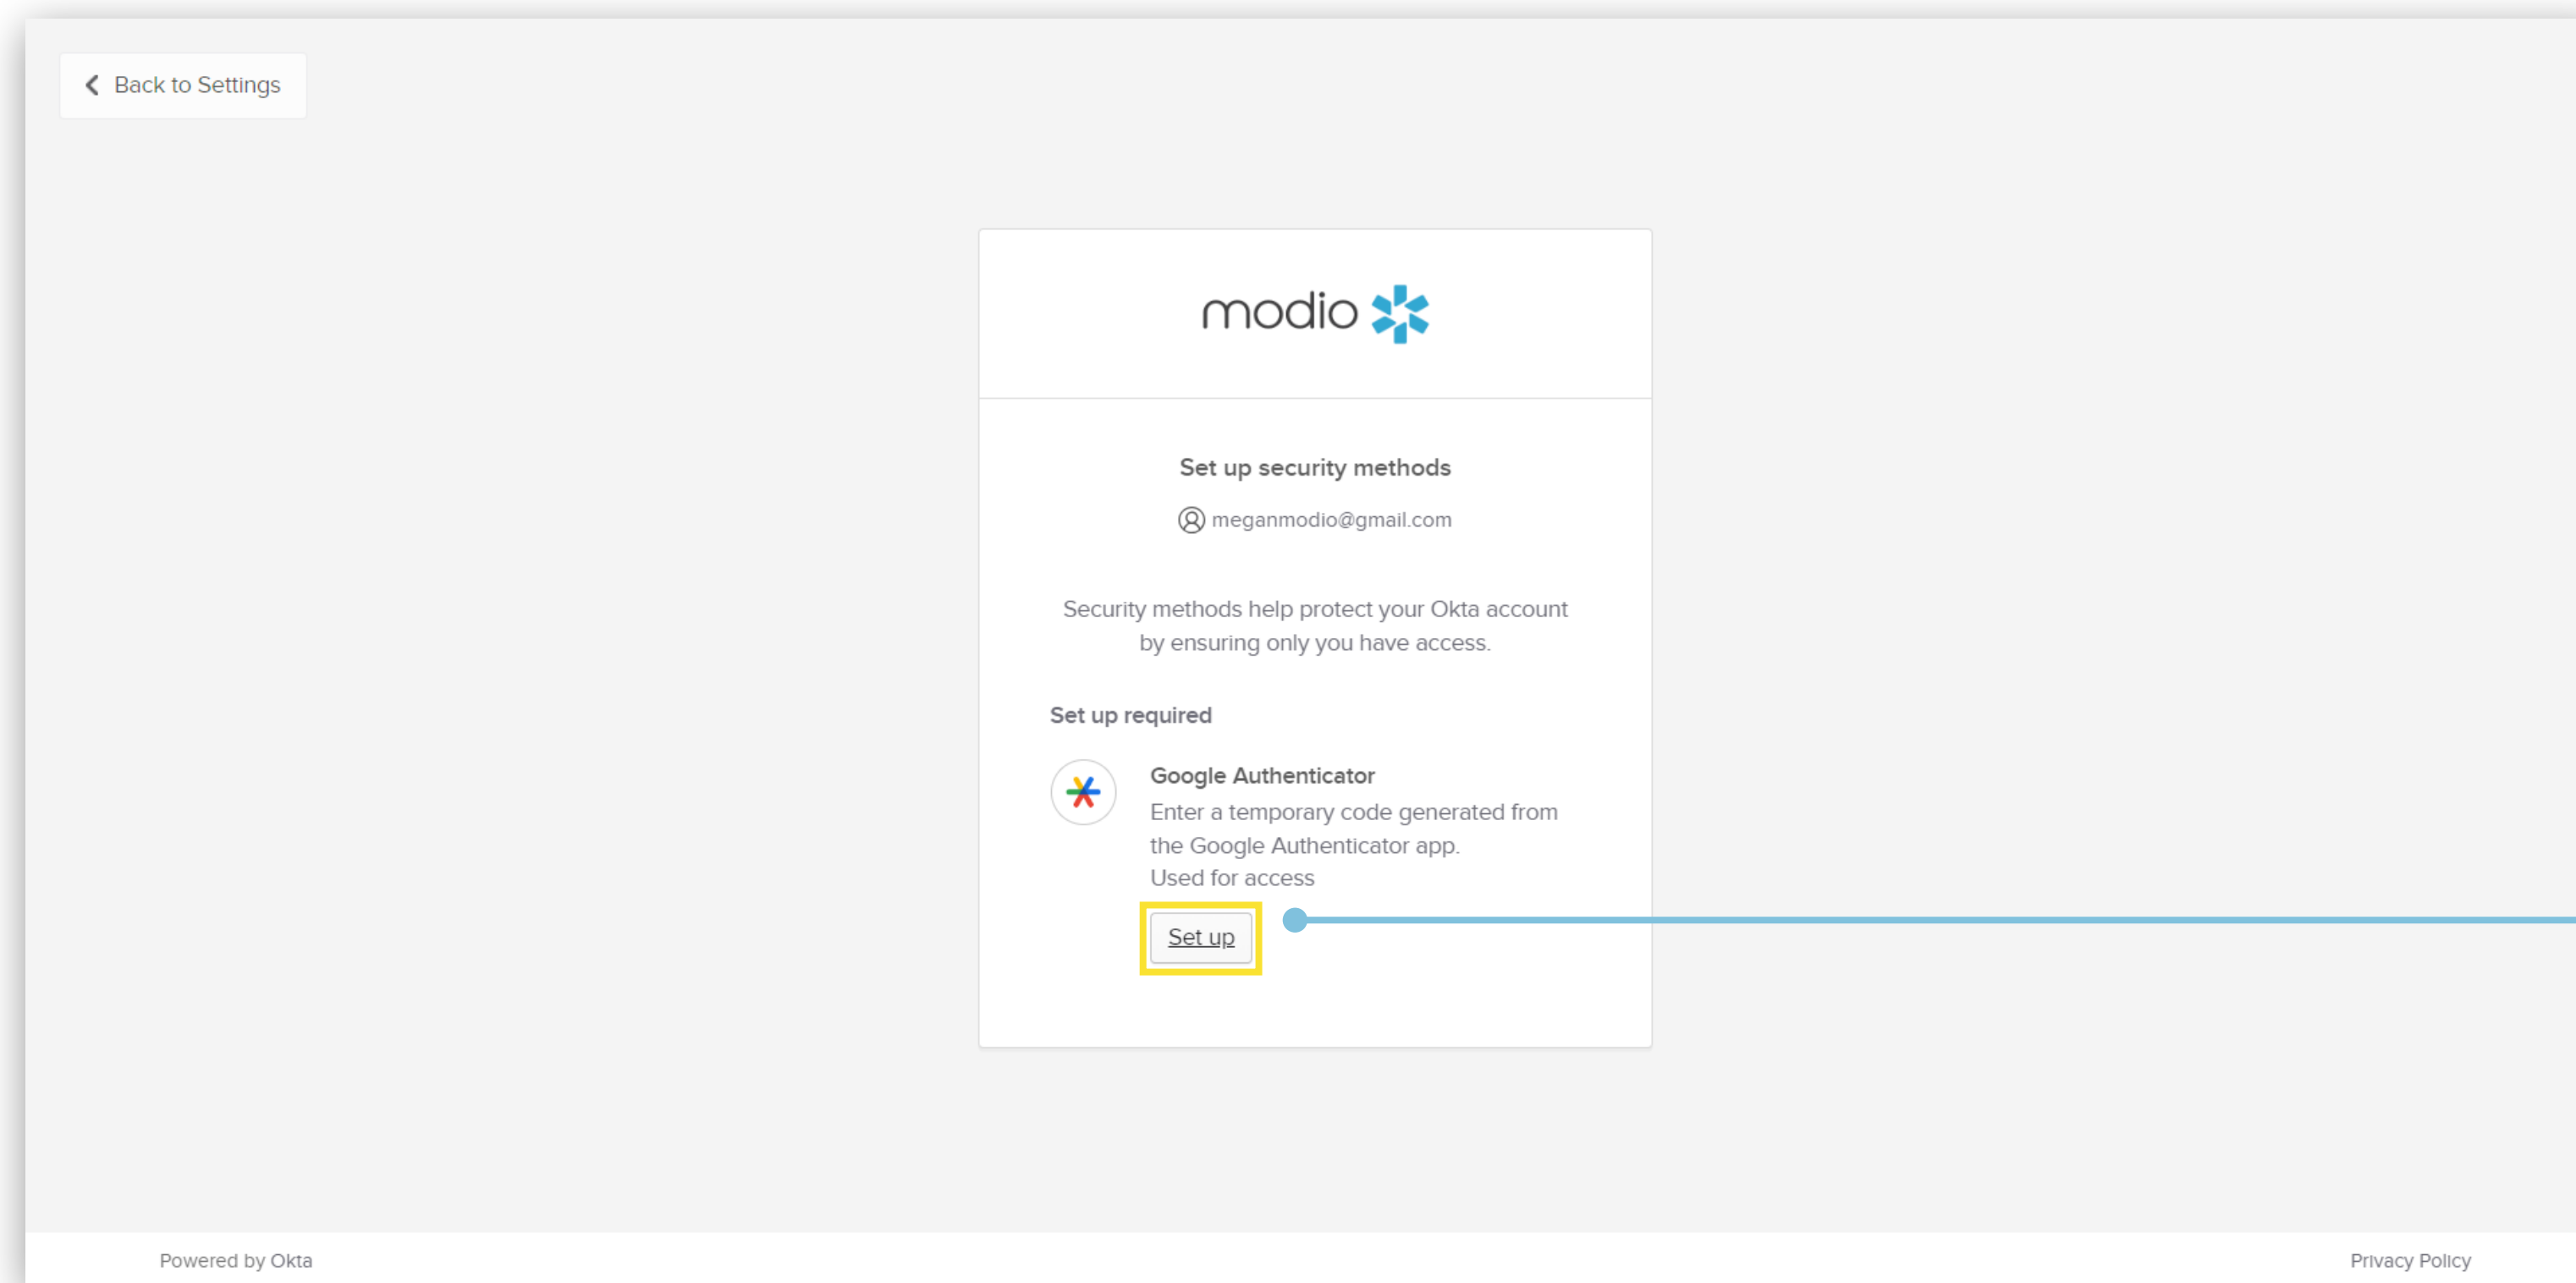 Back to Settings
modio
Set up security methods
meganmodio@gmail.com
Security methods help protect your Okta account
by ensuring only you have access.
Set up required
Google Authenticator
Enter a temporary code generated from
the Google Authenticator app.
Used for access
Set up
Powered by Okta
Privacy Policy